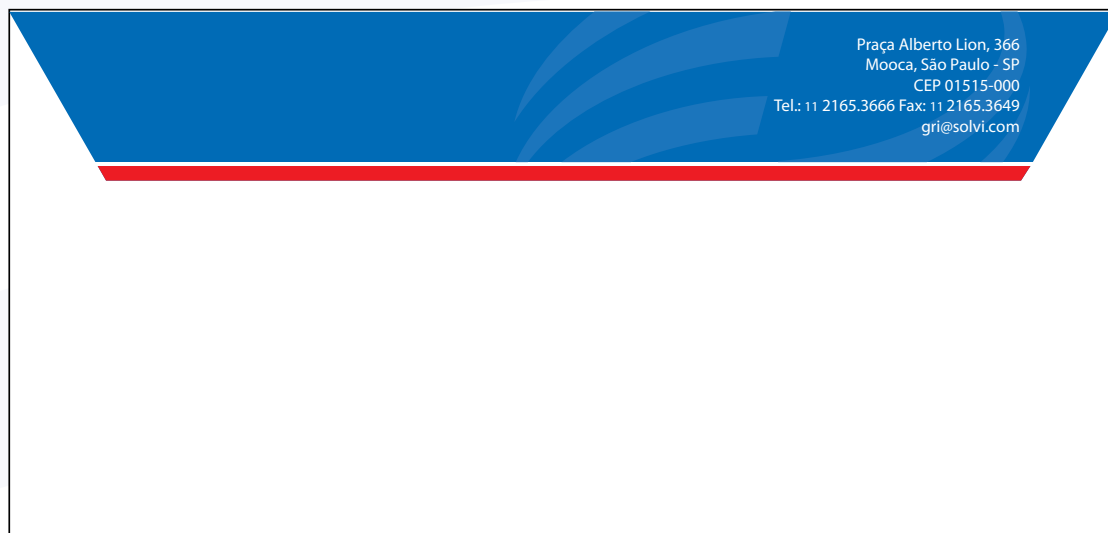 Praça Alberto Lion, 366
Mooca, São Paulo - SP
CEP 01515-000
Tel.: 11 2165.3666 Fax: 11 2165.3649
gri@solvi.com